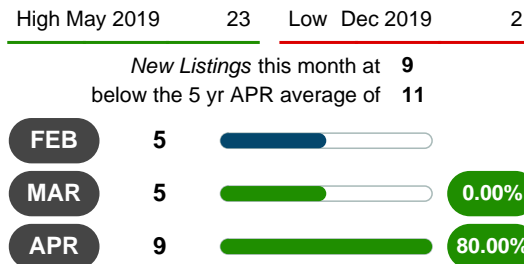 High May 2019 23 Low Dec 2019 2
New Listings this month at 9
below the 5 yr APR average of 11
FEB 5
MAR 5 0.00%
APR 9 80.00%